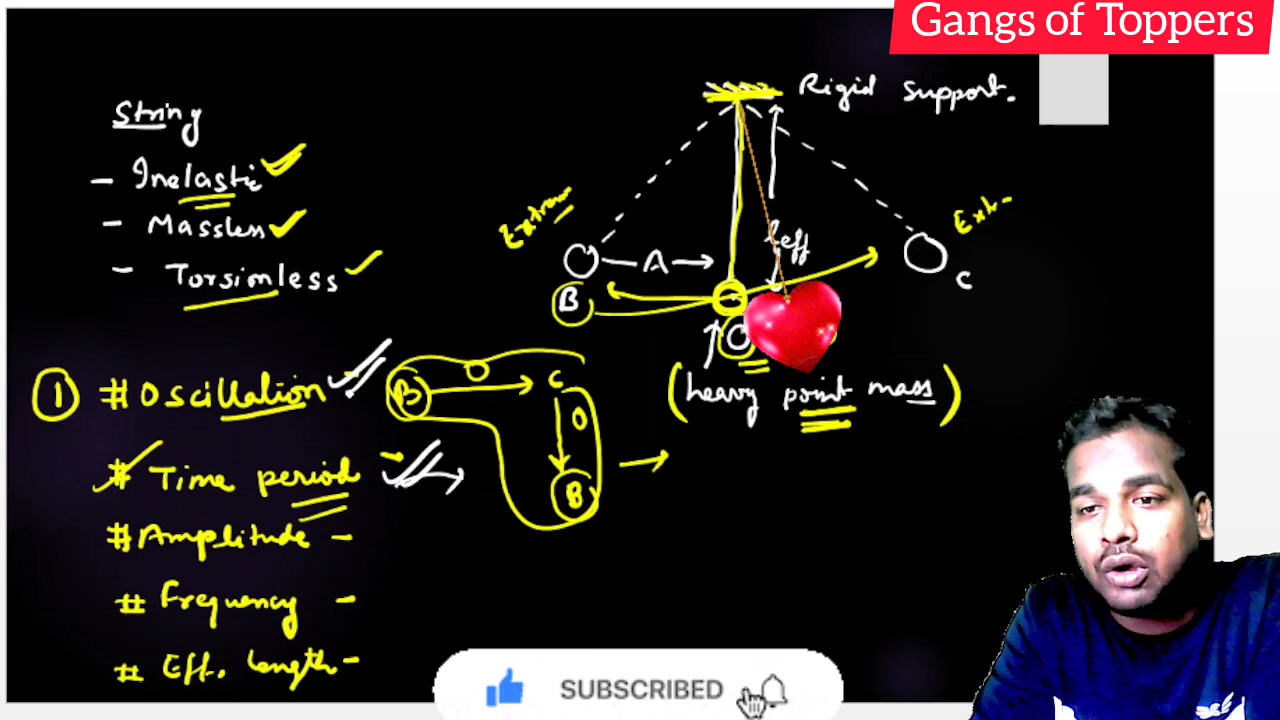 Gangs of Toppers
Rigid support.
String
- Inelastic
- Massless
- Torsionless
Extreme
Extr-
A
leff
B
C
O
(heavy point mass)
① # Oscillation
B O C
O
B
# Time period -
# Amplitude -
# Frequency -
# Eff. length -
SUBSCRIBED